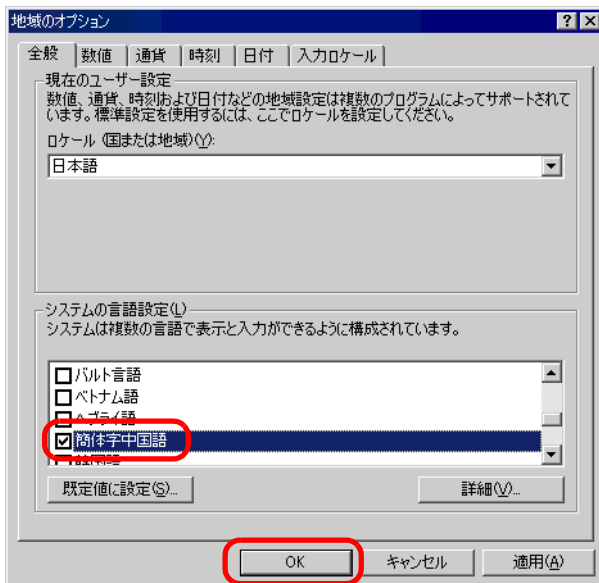 地域のオプション
全般 数値 通貨 時刻 日付 入力ロケール
現在のユーザー設定
数値、通貨、時刻および日付などの地域設定は複数のプログラムによってサポートされて
います。標準設定を使用するには、ここでロケールを設定してください。
ロケール (国または地域)(Y):
日本語
システムの言語設定(L)
システムは複数の言語で表示と入力ができるように構成されています。
バルト言語
ベトナム語
ヘブライ語
簡体字中国語
既定値に設定(S)... 詳細(V)...
OK キャンセル 適用(A)